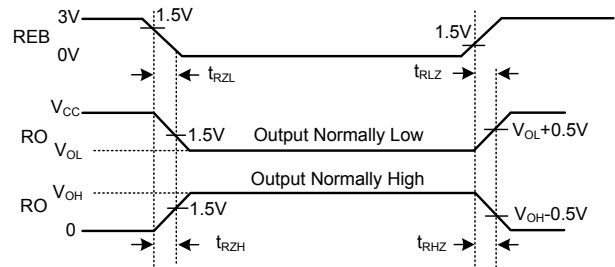 3V
1.5V
REB
1.5V
0V
tRZL
tRLZ
VCC
RO
1.5V
Output Normally Low
VOL+0.5V
VOL
VOH
Output Normally High
RO
1.5V
VOH-0.5V
0
tRZH
tRHZ